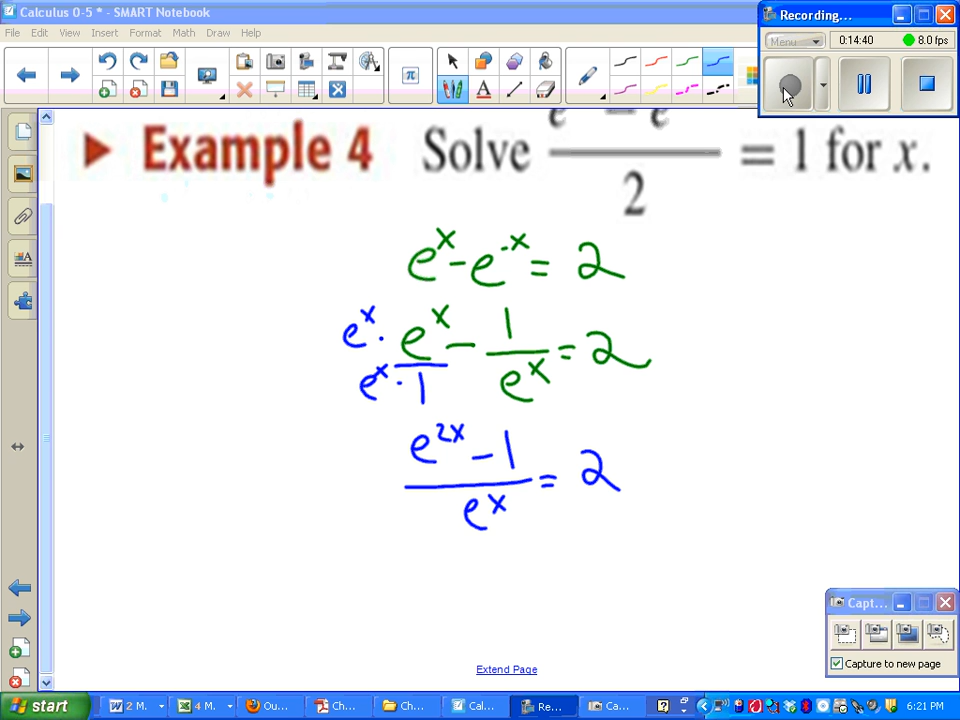 Calculus 0-5 * - SMART Notebook
Recording...
File Edit View Insert Format Math Draw Help
Menu
0:14:40
8.0 fps
π
A
Example 4 Solve e – e / 2 = 1 for x.
e^x - e^-x = 2
e^x · e^x / e^x · 1 - 1 / e^x = 2
e^2x - 1 / e^x = 2
Capt...
Capture to new page
Extend Page
start
2 M.
4 M.
Ou...
Ch...
Ch...
Cal...
Re...
Ca...
6:21 PM